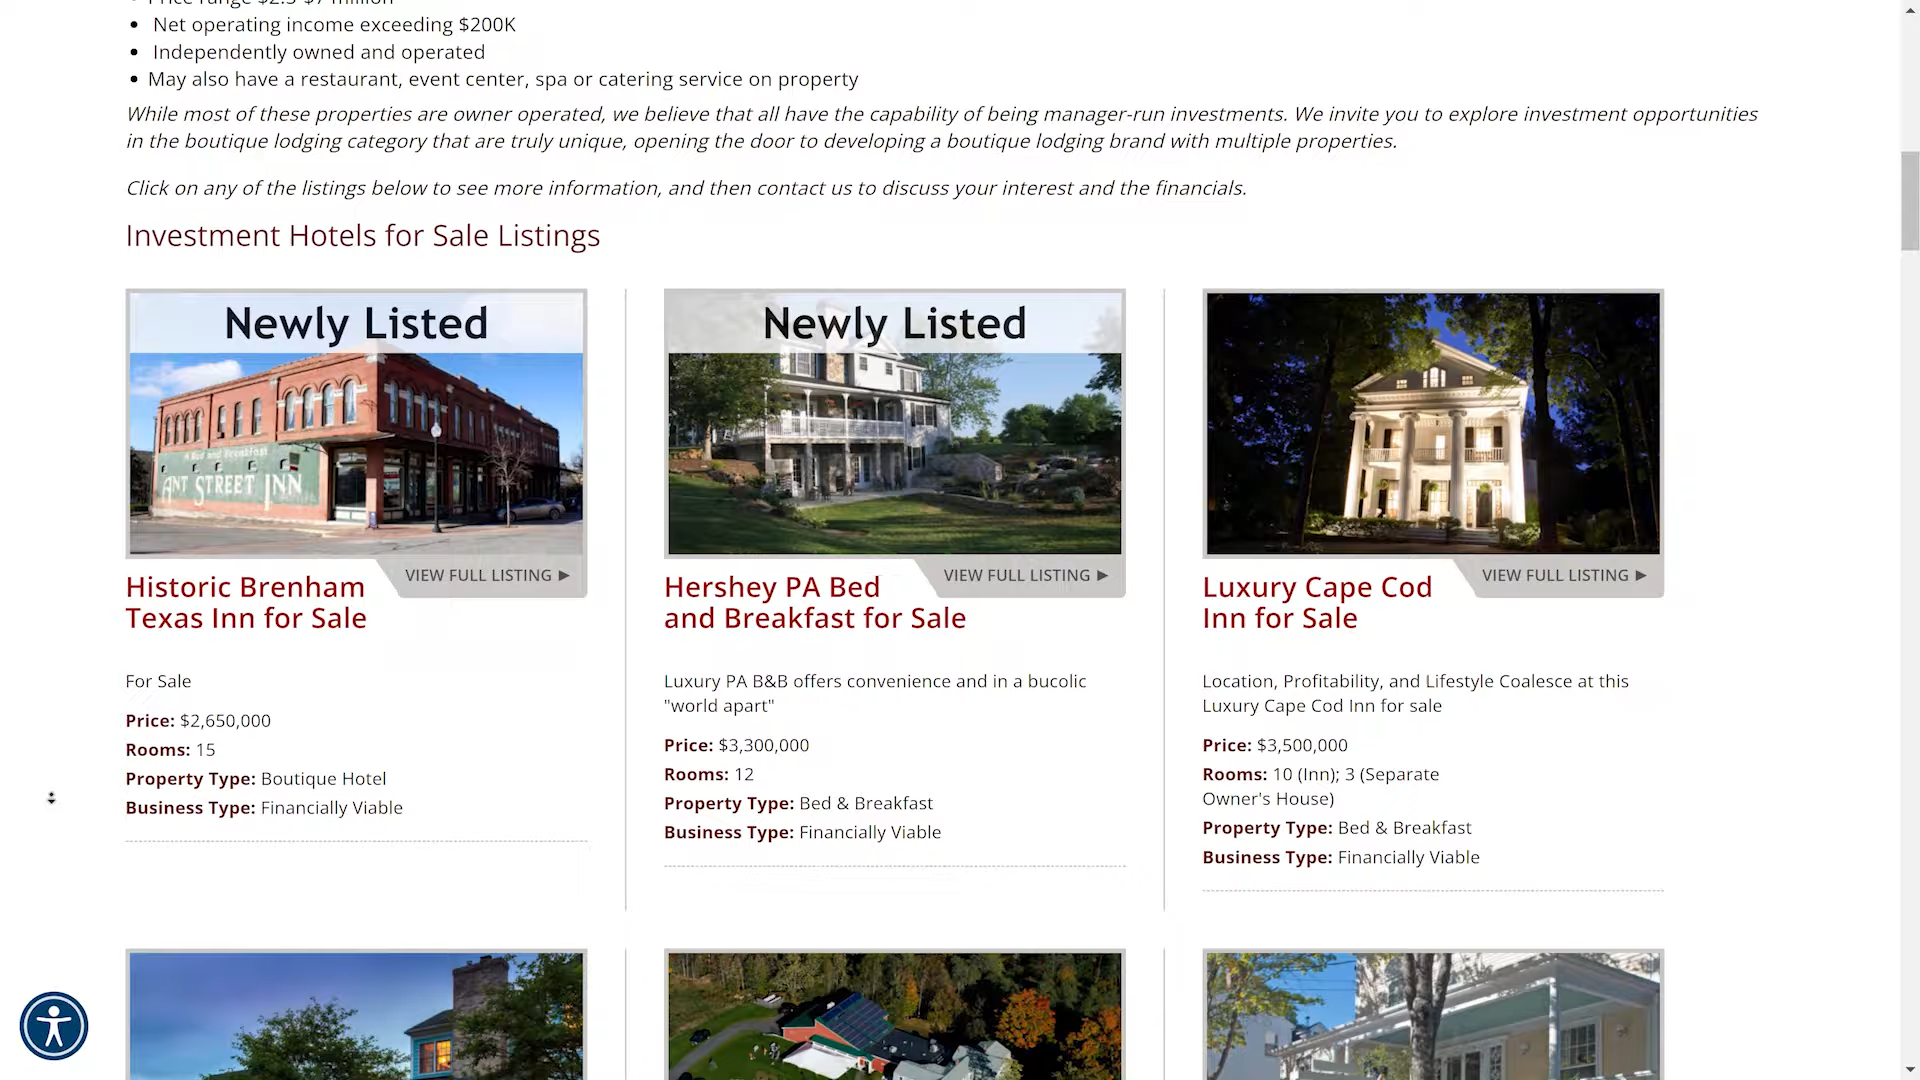 Price range $2.5-$7 million
Net operating income exceeding $200K
Independently owned and operated
May also have a restaurant, event center, spa or catering service on property
While most of these properties are owner operated, we believe that all have the capability of being manager-run investments. We invite you to explore investment opportunities
in the boutique lodging category that are truly unique, opening the door to developing a boutique lodging brand with multiple properties.
Click on any of the listings below to see more information, and then contact us to discuss your interest and the financials.
Investment Hotels for Sale Listings
Newly Listed
A Bed and Breakfast
ANT STREET INN
VIEW FULL LISTING ►
Historic Brenham
Texas Inn for Sale
For Sale
Price: $2,650,000
Rooms: 15
Property Type: Boutique Hotel
Business Type: Financially Viable
Newly Listed
VIEW FULL LISTING ►
Hershey PA Bed
and Breakfast for Sale
Luxury PA B&B offers convenience and in a bucolic
"world apart"
Price: $3,300,000
Rooms: 12
Property Type: Bed & Breakfast
Business Type: Financially Viable
VIEW FULL LISTING ►
Luxury Cape Cod
Inn for Sale
Location, Profitability, and Lifestyle Coalesce at this
Luxury Cape Cod Inn for sale
Price: $3,500,000
Rooms: 10 (Inn); 3 (Separate
Owner's House)
Property Type: Bed & Breakfast
Business Type: Financially Viable